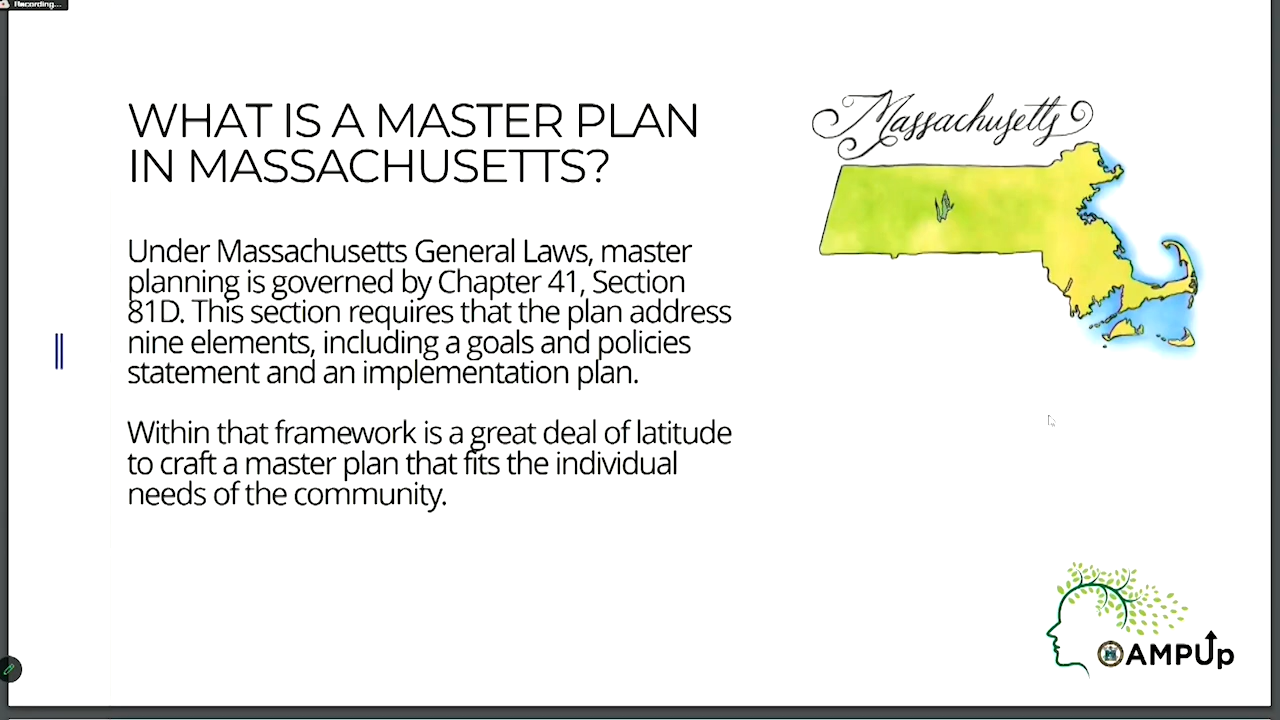 Recording...
WHAT IS A MASTER PLAN
IN MASSACHUSETTS?
Massachusetts
Under Massachusetts General Laws, master
planning is governed by Chapter 41, Section
81D. This section requires that the plan address
nine elements, including a goals and policies
statement and an implementation plan.
Within that framework is a great deal of latitude
to craft a master plan that fits the individual
needs of the community.
AMPUp